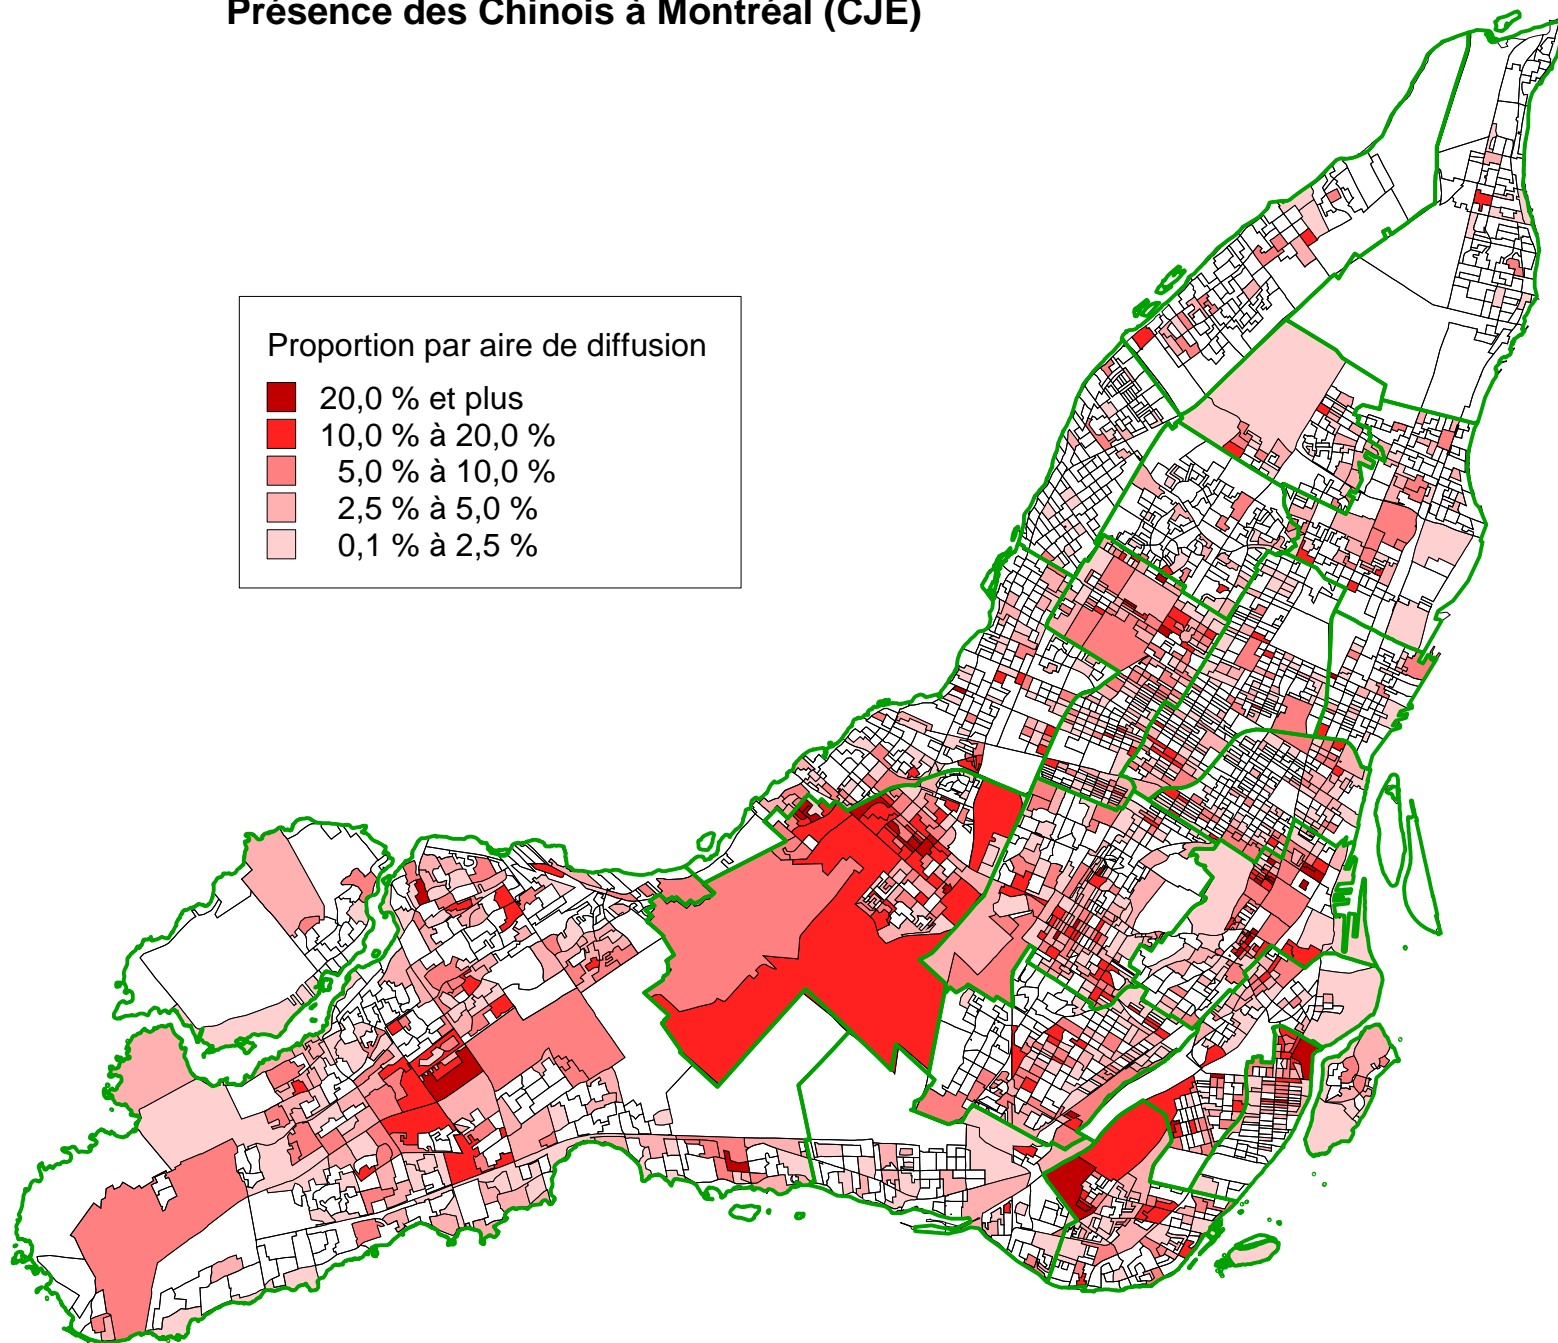 Présence des Chinois à Montréal (CJE)
Proportion par aire de diffusion
20,0 % et plus
10,0 % à 20,0 %
5,0 % à 10,0 %
2,5 % à 5,0 %
0,1 % à 2,5 %